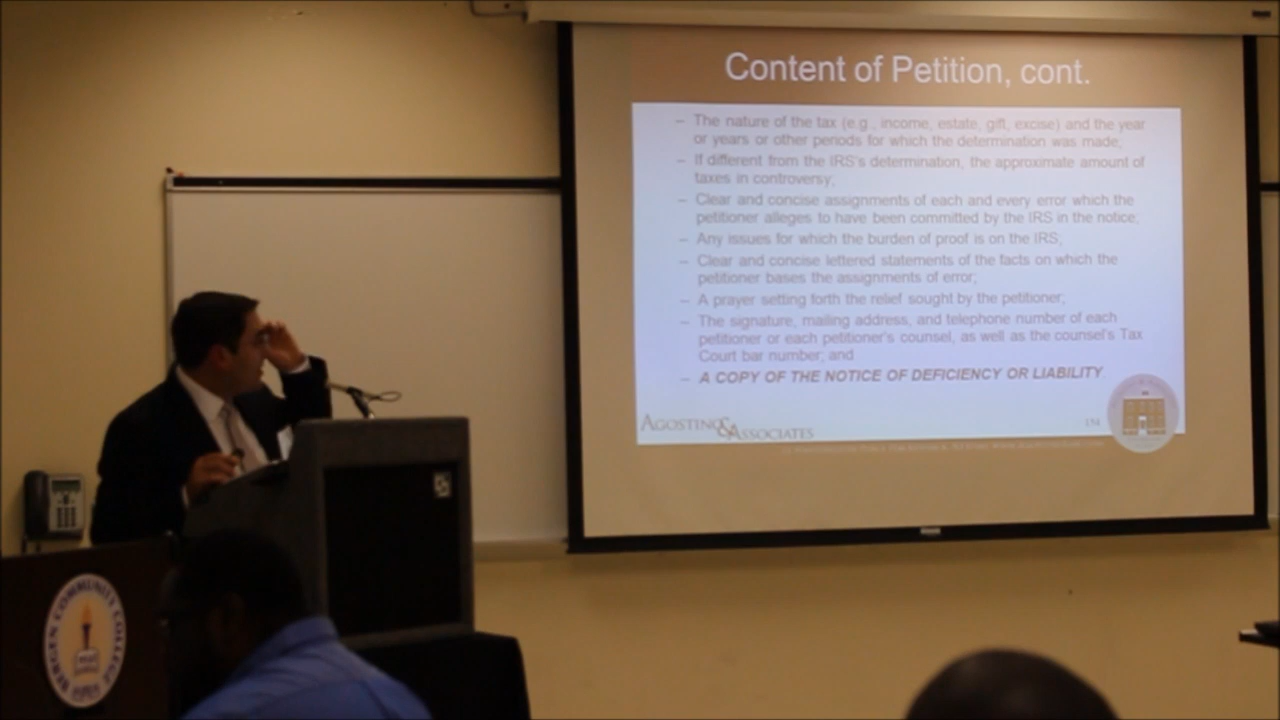 Content of Petition, cont.
– The nature of the tax (e.g., income, estate, gift, excise) and the year
or years or other periods for which the determination was made;
– If different from the IRS's determination, the approximate amount of
taxes in controversy;
– Clear and concise assignments of each and every error which the
petitioner alleges to have been committed by the IRS in the notice;
– Any issues for which the burden of proof is on the IRS;
– Clear and concise lettered statements of the facts on which the
petitioner bases the assignments of error;
– A prayer setting forth the relief sought by the petitioner;
– The signature, mailing address, and telephone number of each
petitioner or each petitioner's counsel, as well as the counsel's Tax
Court bar number; and
– A COPY OF THE NOTICE OF DEFICIENCY OR LIABILITY
AGOSTINO & ASSOCIATES
BERGEN COMMUNITY COLLEGE